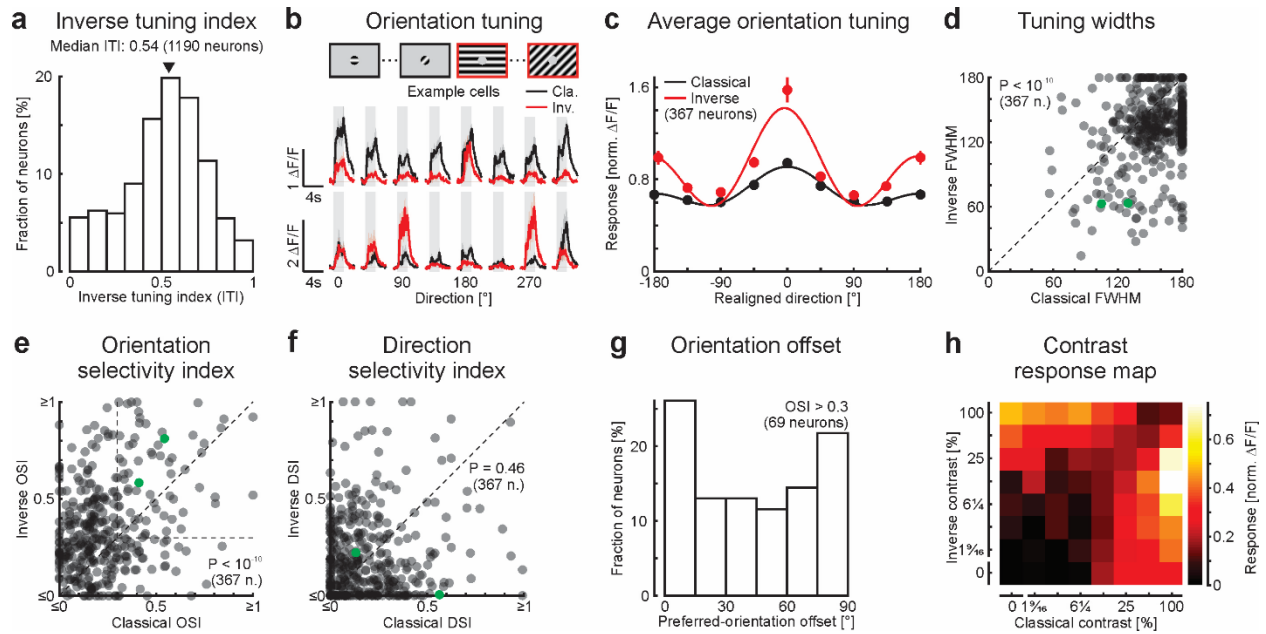 a Inverse tuning index
Median ITI: 0.54 (1190 neurons)
Fraction of neurons [%]
20
10
0
0
0.5
1
Inverse tuning index (ITI)
b Orientation tuning
Example cells
Cla.
Inv.
1 ΔF/F
4s
2 ΔF/F
4s
0
90
180
270
Direction [°]
c Average orientation tuning
Classical
Inverse
(367 neurons)
Response [norm. ΔF/F]
1.6
0.8
0
-180
-90
0
90
180
Realigned direction [°]
d Tuning widths
P < 10⁻¹⁰
(367 n.)
Inverse FWHM
180
120
60
0
0
60
120
180
Classical FWHM
e Orientation
selectivity index
Inverse OSI
≥1
0.5
≤0
≤0
0.5
≥1
P < 10⁻¹⁰
(367 n.)
Classical OSI
f Direction
selectivity index
Inverse DSI
≥1
0.5
≤0
≤0
0.5
≥1
P = 0.46
(367 n.)
Classical DSI
g Orientation offset
OSI > 0.3
(69 neurons)
Fraction of neurons [%]
20
10
0
0
30
60
90
Preferred-orientation offset [°]
h Contrast
response map
Inverse contrast [%]
100
25
6¼
1⁹⁄₁₆
0
0
1⁹⁄₁₆
6¼
25
100
Classical contrast [%]
0.6
0.4
0.2
0
Response [norm. ΔF/F]